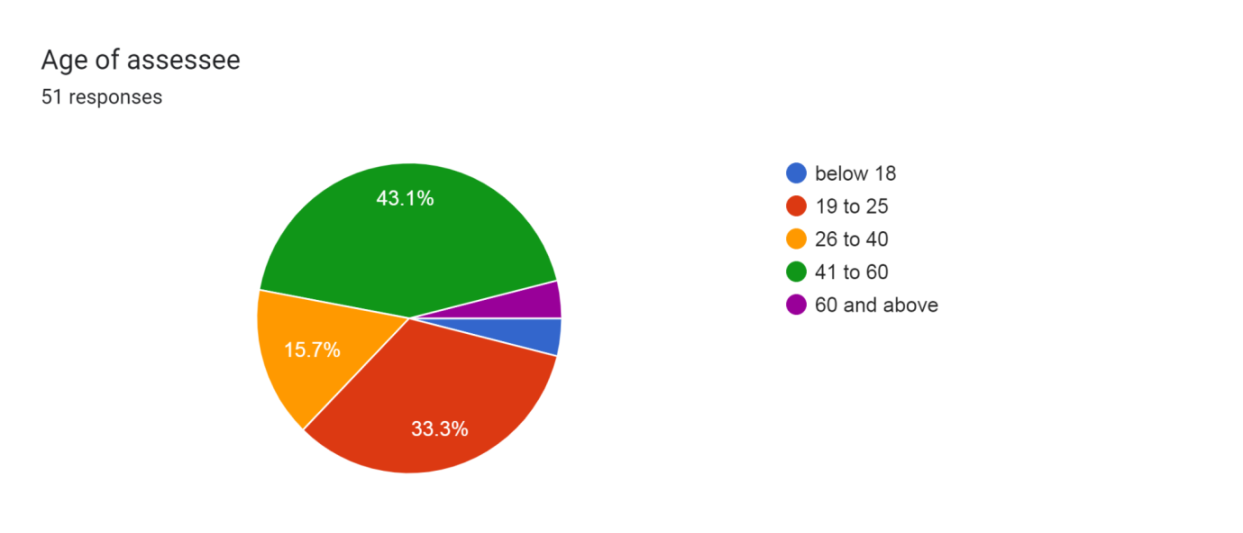 Age of assessee
51 responses
43.1%
15.7%
33.3%
below 18
19 to 25
26 to 40
41 to 60
60 and above